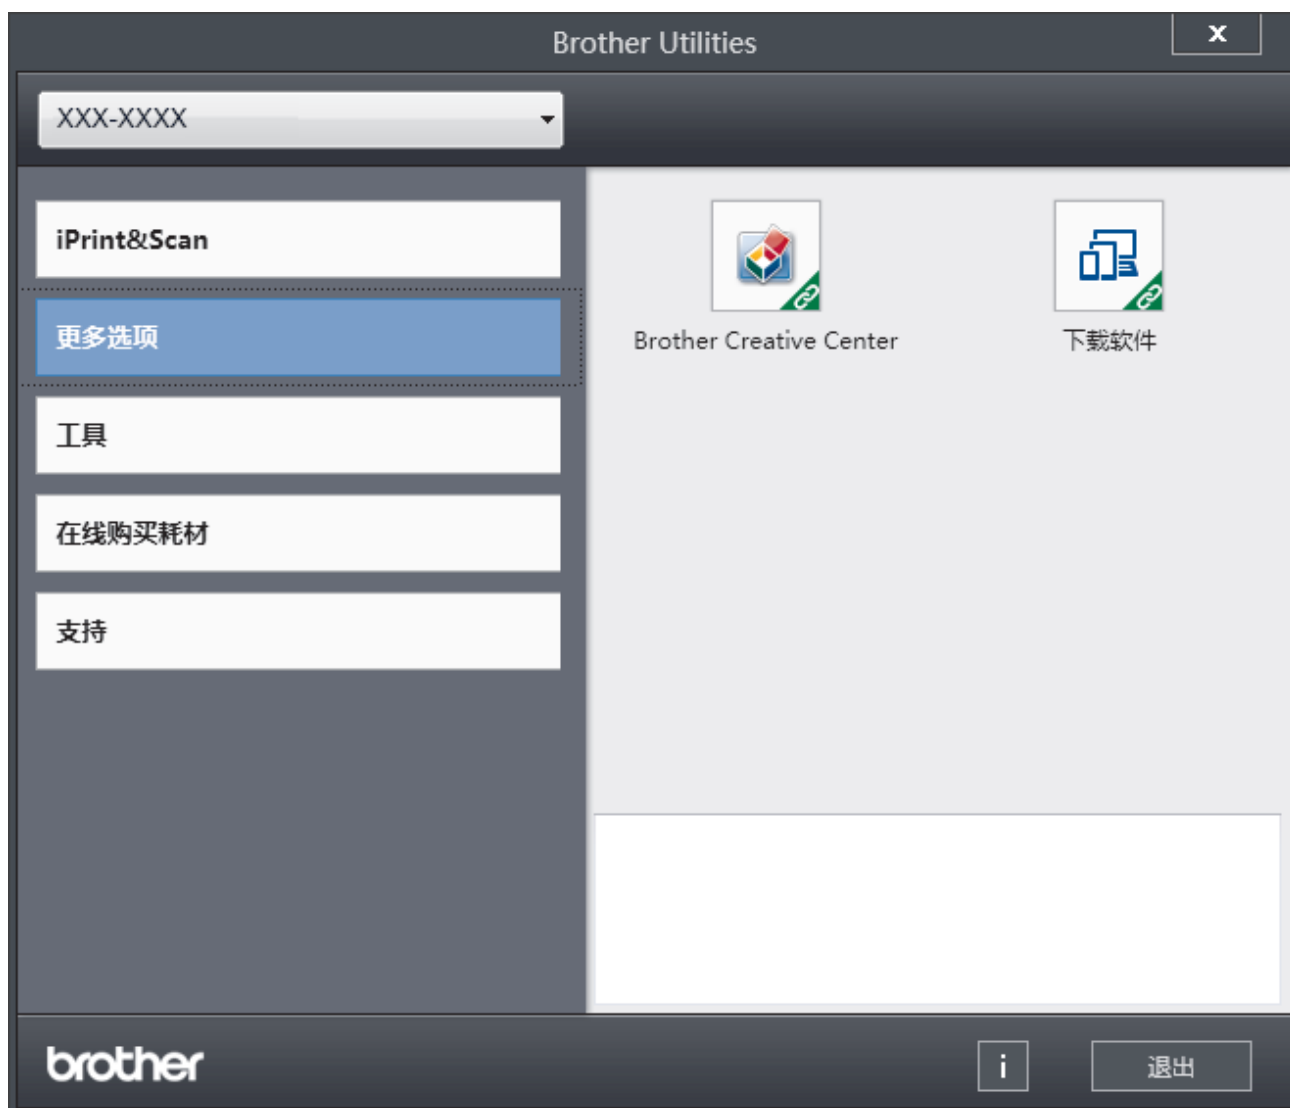 Brother Utilities
x
XXX-XXXX
iPrint&Scan
更多选项
工具
在线购买耗材
支持
Brother Creative Center
下载软件
brother
i
退出